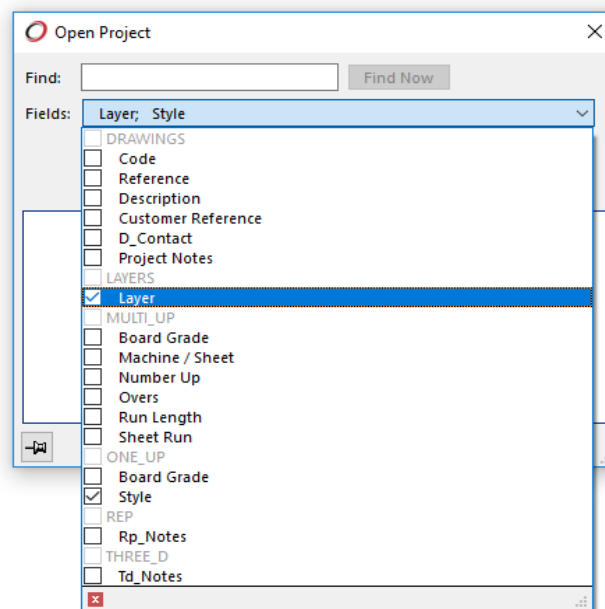 Open Project
Find:
Find Now
Fields:
Layer; Style
DRAWINGS
Code
Reference
Description
Customer Reference
D_Contact
Project Notes
LAYERS
Layer
MULTI_UP
Board Grade
Machine / Sheet
Number Up
Overs
Run Length
Sheet Run
ONE_UP
Board Grade
Style
REP
Rp_Notes
THREE_D
Td_Notes